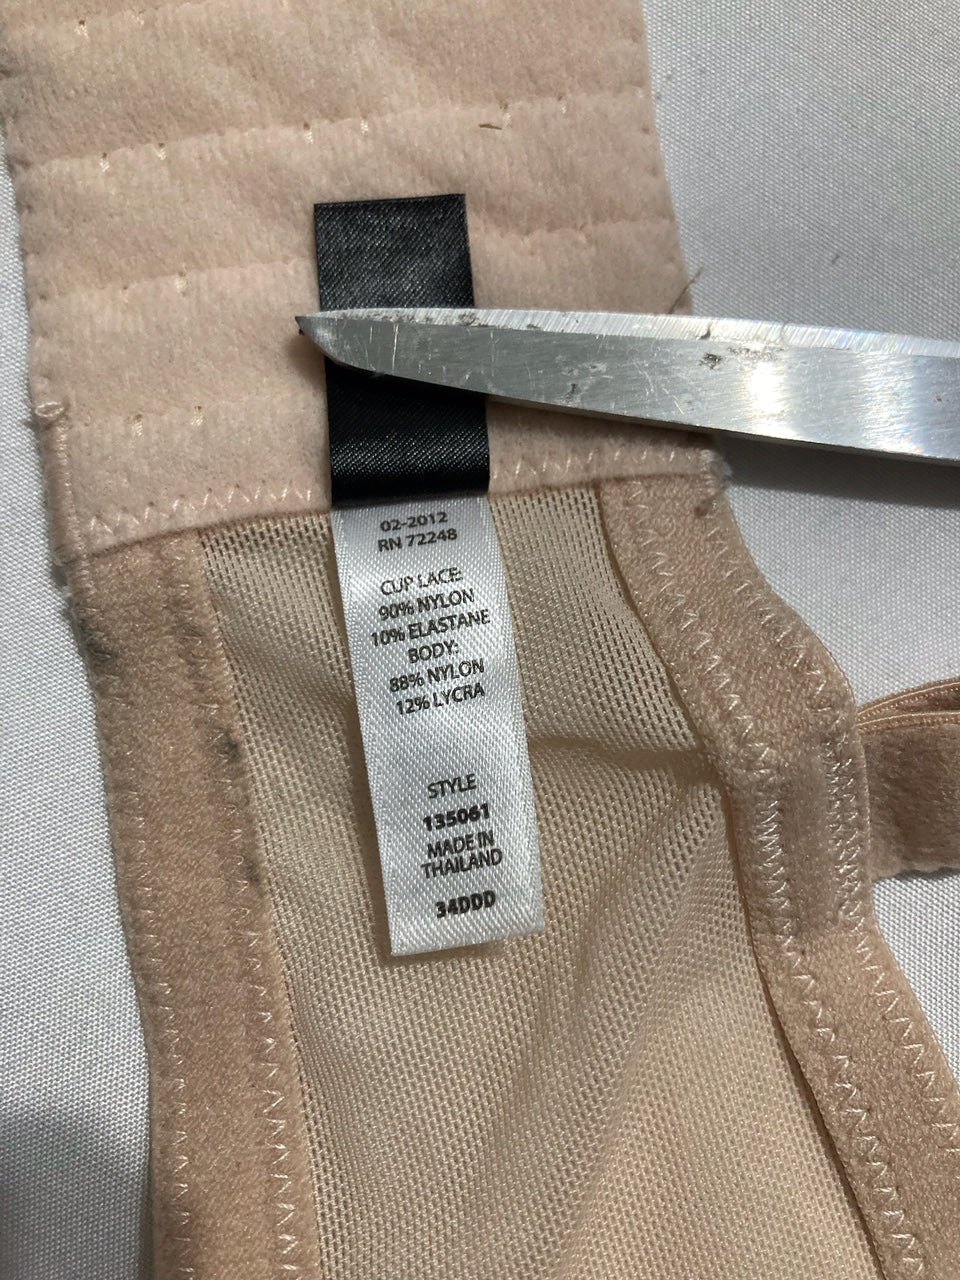 02-2012
RN 72248
CUP LACE:
90% NYLON
10% ELASTANE
BODY:
88% NYLON
12% LYCRA
STYLE
135061
MADE IN
THAILAND
34DDD